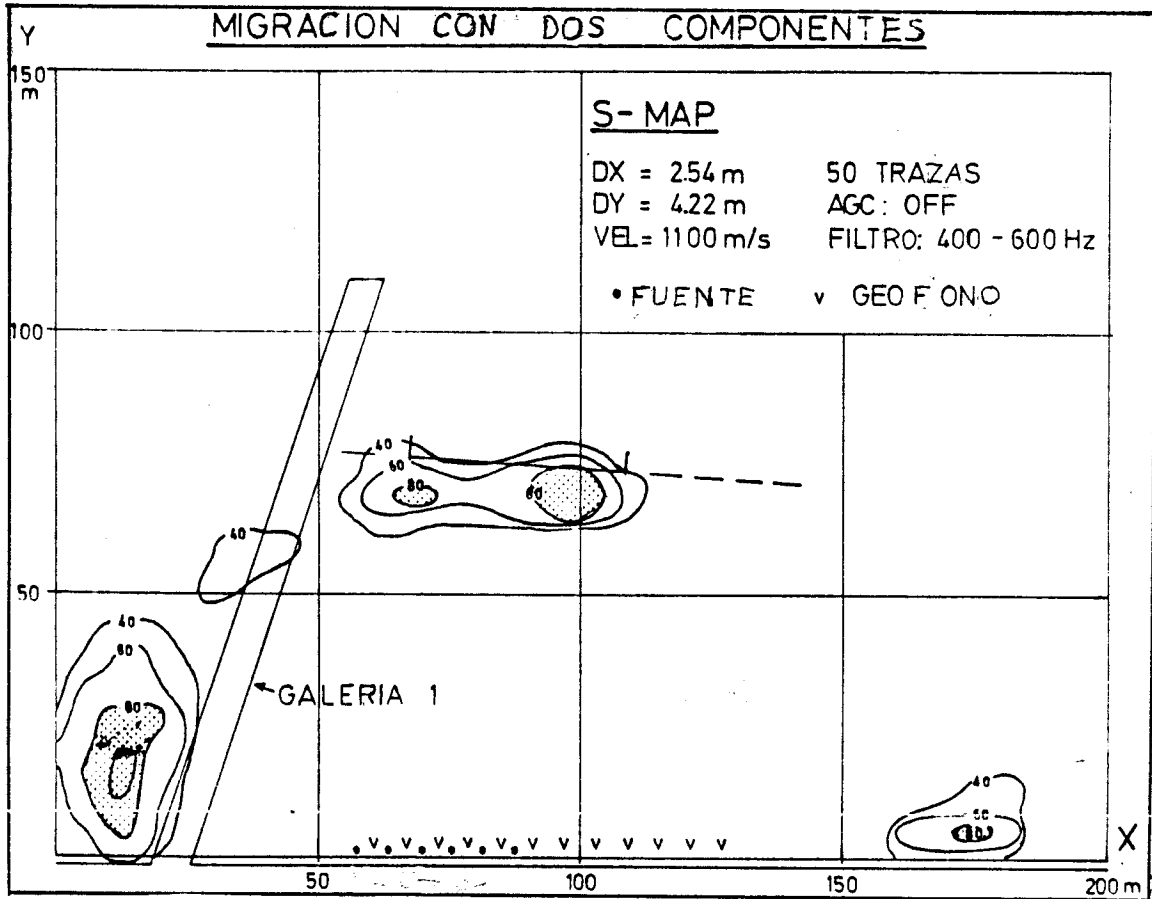 MIGRACION CON DOS COMPONENTES
Y
150
m
S-MAP
DX = 2.54 m 50 TRAZAS
DY = 4.22 m AGC: OFF
VEL= 1100 m/s FILTRO: 400 - 600 Hz
• FUENTE v GEOFONO
100
40
60
80
80
40
50
40
60
80
GALERIA 1
40
X
50
100
150
200 m